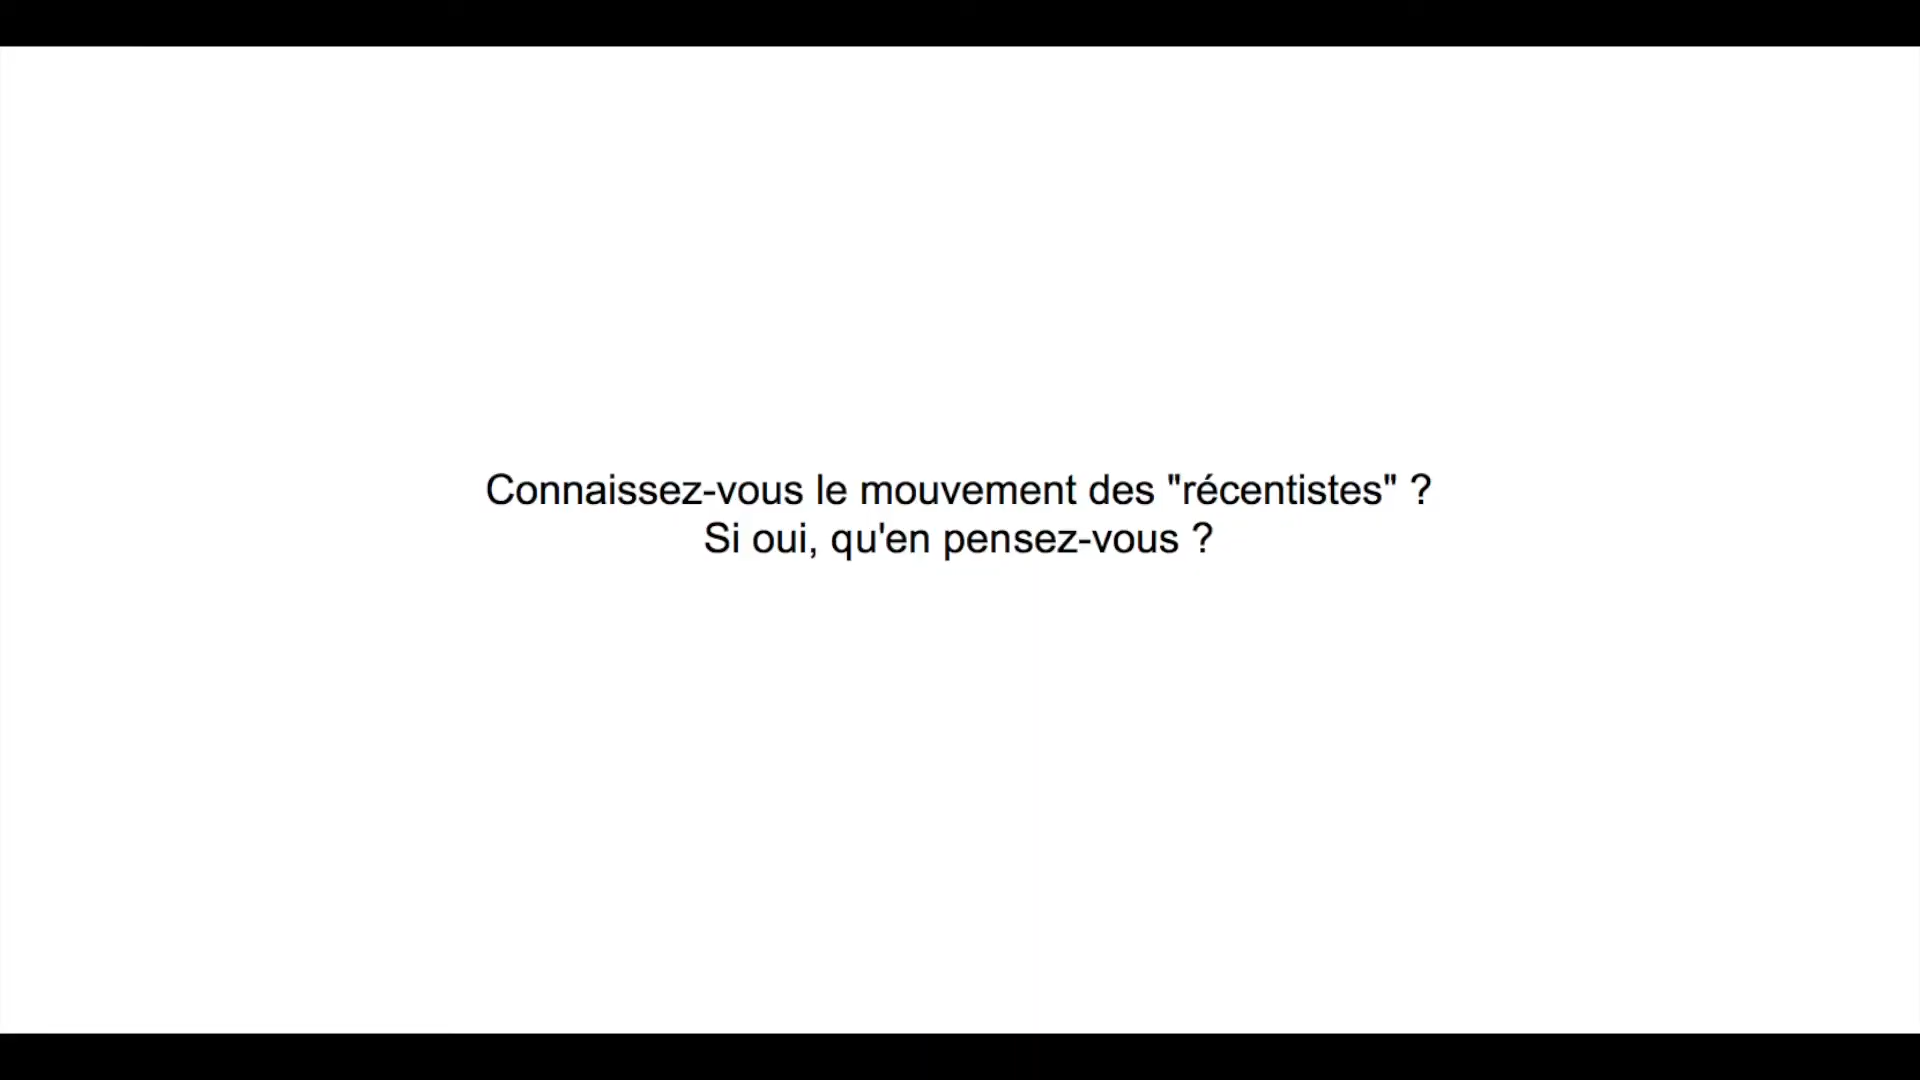 Connaissez-vous le mouvement des "récentistes" ?
Si oui, qu'en pensez-vous ?